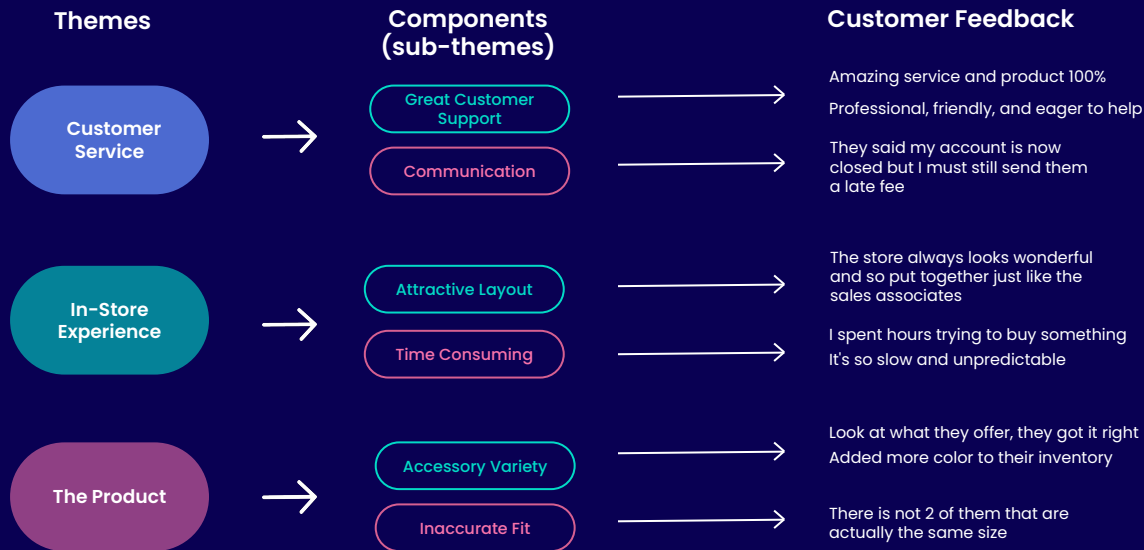 Themes
Components
(sub-themes)
Customer Feedback
Customer
Service
Great Customer
Support
Amazing service and product 100%
Professional, friendly, and eager to help
Communication
They said my account is now
closed but I must still send them
a late fee
In-Store
Experience
Attractive Layout
The store always looks wonderful
and so put together just like the
sales associates
Time Consuming
I spent hours trying to buy something
It's so slow and unpredictable
The Product
Accessory Variety
Look at what they offer, they got it right
Added more color to their inventory
Inaccurate Fit
There is not 2 of them that are
actually the same size